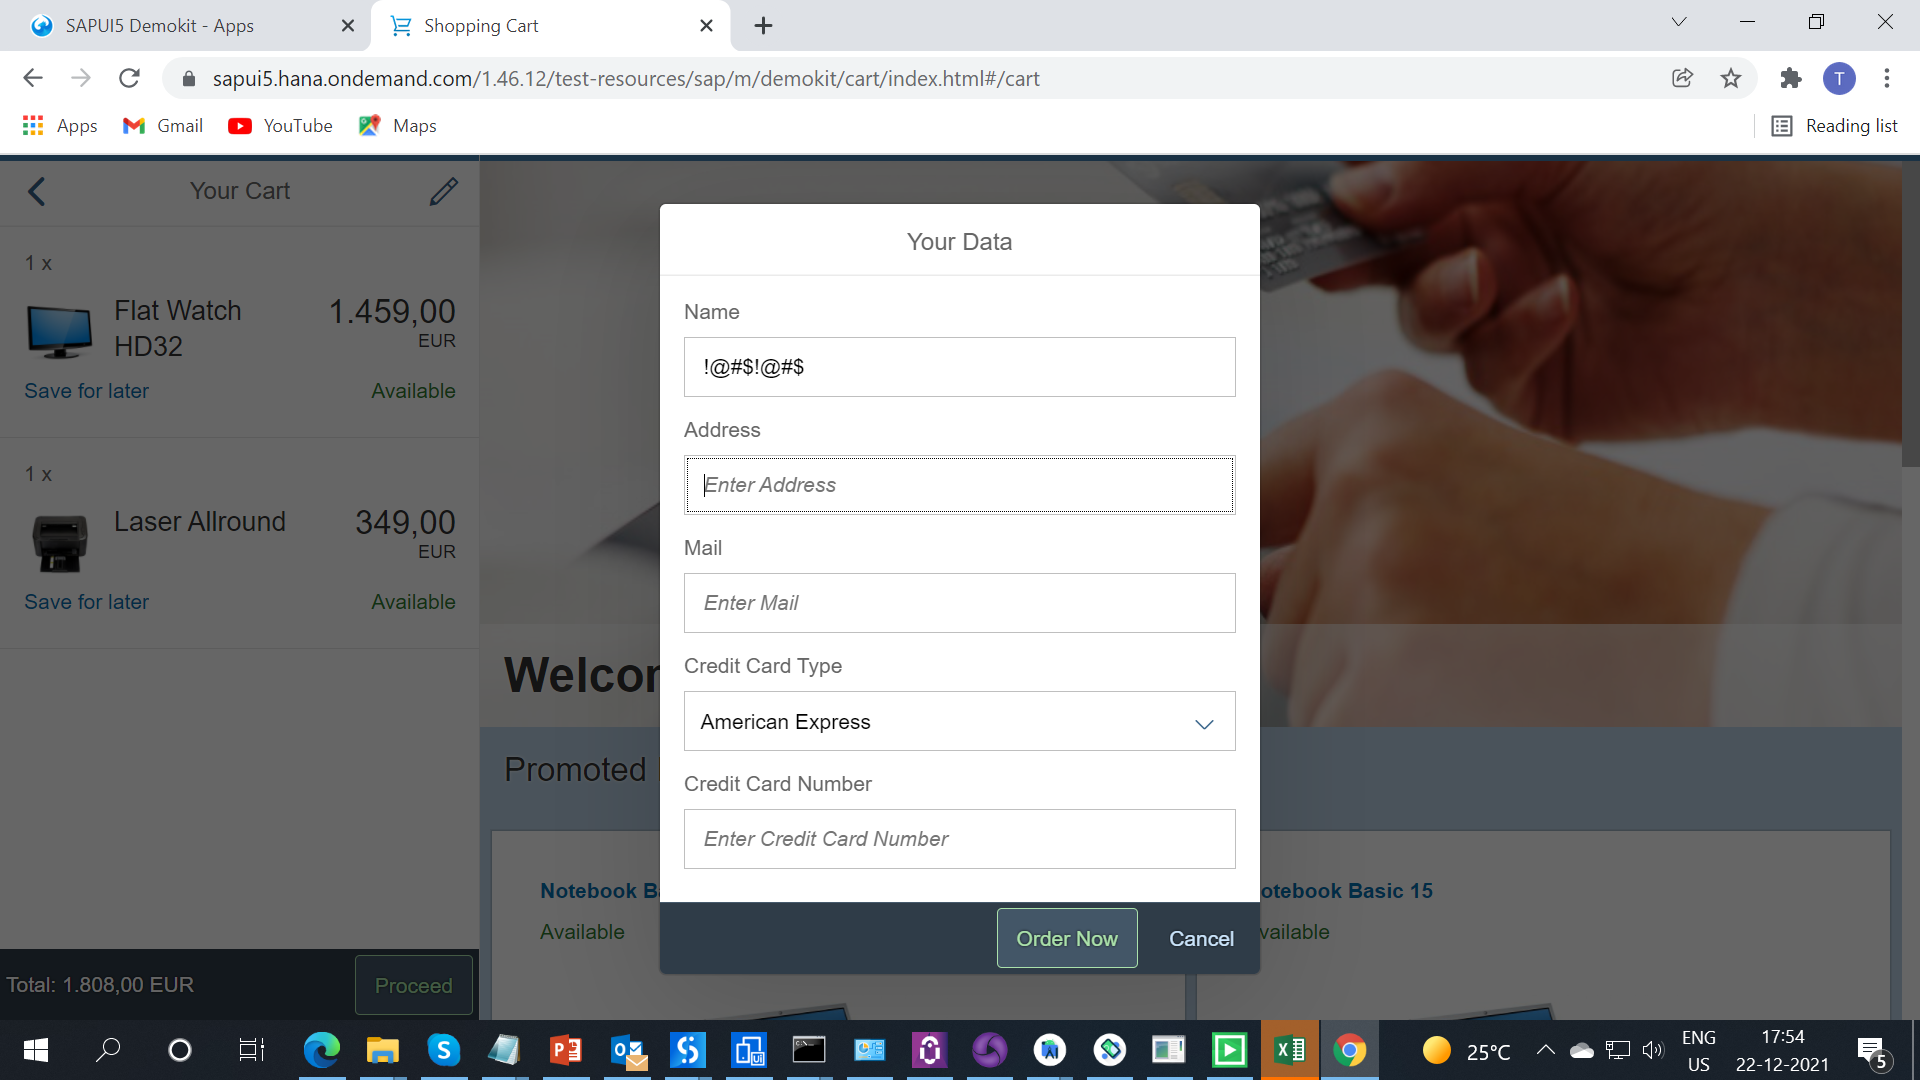 SAPUI5 Demokit - Apps
Shopping Cart
sapui5.hana.ondemand.com/1.46.12/test-resources/sap/m/demokit/cart/index.html#/cart
T
Apps
Gmail
YouTube
Maps
Reading list
Your Cart
1 x
Flat Watch
HD32
1.459,00
EUR
Save for later
Available
1 x
Laser Allround
349,00
EUR
Save for later
Available
Total: 1.808,00 EUR
Proceed
Your Data
Name
!@#$!@#$
Address
Enter Address
Mail
Enter Mail
Credit Card Type
American Express
Credit Card Number
Enter Credit Card Number
Order Now
Cancel
Promoted
Notebook
Available
otebook Basic 15
vailable
25°C
ENG
US
17:54
22-12-2021
5